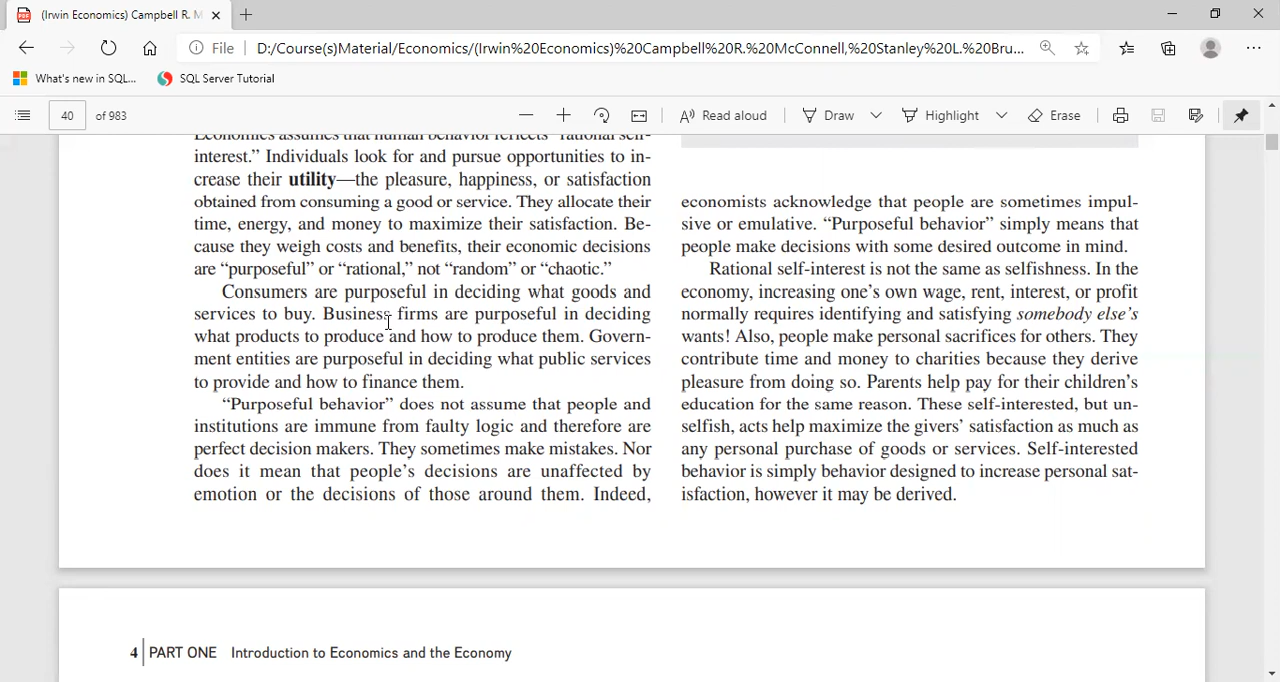 (Irwin Economics) Campbell R. M
File
D:/Course(s)Material/Economics/(Irwin%20Economics)%20Campbell%20R.%20McConnell,%20Stanley%20L.%20Bru...
What's new in SQL...
SQL Server Tutorial
40 of 983
Read aloud
Draw
Highlight
Erase
Economics assumes that human behavior reflects “rational self-
interest.” Individuals look for and pursue opportunities to in-
crease their utility—the pleasure, happiness, or satisfaction
obtained from consuming a good or service. They allocate their
time, energy, and money to maximize their satisfaction. Be-
cause they weigh costs and benefits, their economic decisions
are “purposeful” or “rational,” not “random” or “chaotic.”
Consumers are purposeful in deciding what goods and
services to buy. Business firms are purposeful in deciding
what products to produce and how to produce them. Govern-
ment entities are purposeful in deciding what public services
to provide and how to finance them.
“Purposeful behavior” does not assume that people and
institutions are immune from faulty logic and therefore are
perfect decision makers. They sometimes make mistakes. Nor
does it mean that people’s decisions are unaffected by
emotion or the decisions of those around them. Indeed,
economists acknowledge that people are sometimes impul-
sive or emulative. “Purposeful behavior” simply means that
people make decisions with some desired outcome in mind.
Rational self-interest is not the same as selfishness. In the
economy, increasing one’s own wage, rent, interest, or profit
normally requires identifying and satisfying somebody else’s
wants! Also, people make personal sacrifices for others. They
contribute time and money to charities because they derive
pleasure from doing so. Parents help pay for their children’s
education for the same reason. These self-interested, but un-
selfish, acts help maximize the givers’ satisfaction as much as
any personal purchase of goods or services. Self-interested
behavior is simply behavior designed to increase personal sat-
isfaction, however it may be derived.
4 PART ONE Introduction to Economics and the Economy